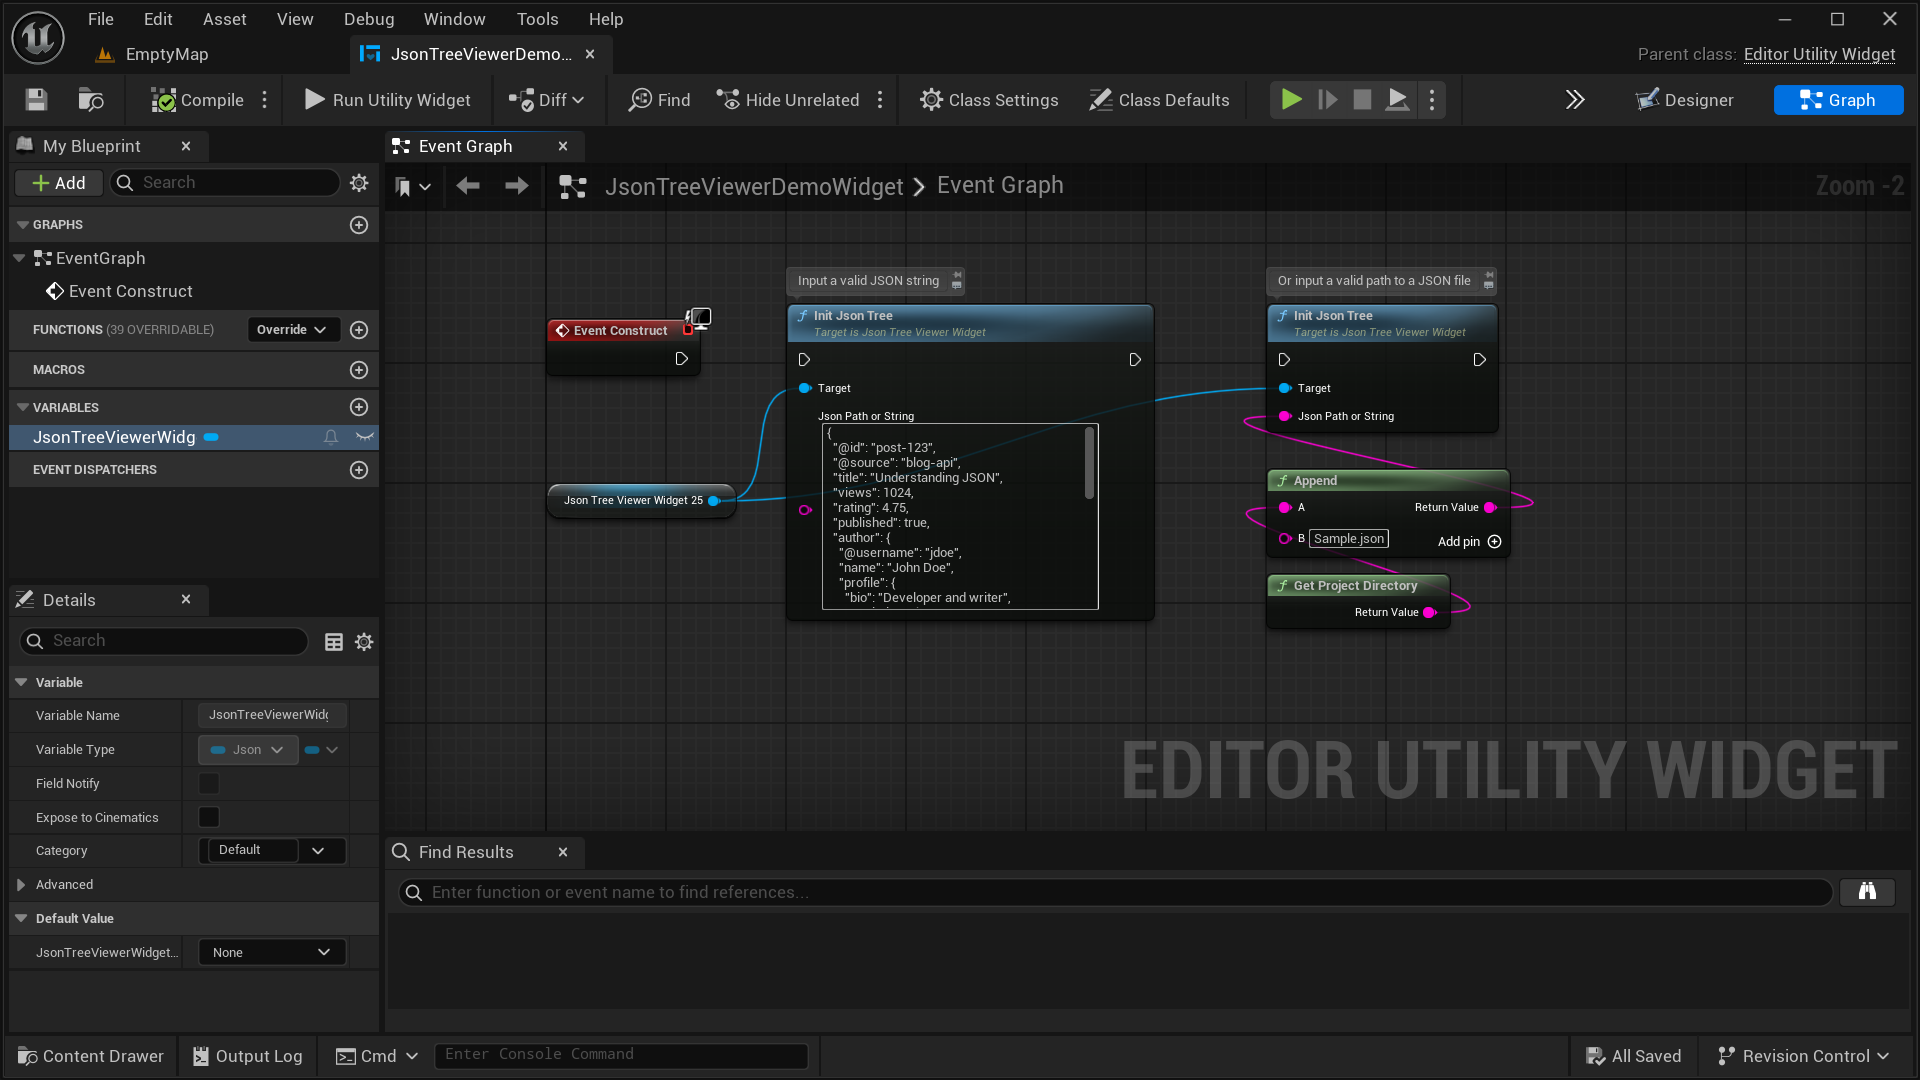 File Edit Asset View Debug Window Tools Help
EmptyMap
JsonTreeViewerDemo...
Parent class: Editor Utility Widget
Compile
Run Utility Widget
Diff
Find
Hide Unrelated
Class Settings
Class Defaults
Designer
Graph
My Blueprint
Add
Search
GRAPHS
EventGraph
Event Construct
FUNCTIONS (39 OVERRIDABLE)
Override
MACROS
VARIABLES
JsonTreeViewerWidg
EVENT DISPATCHERS
Details
Search
Variable
Variable Name
JsonTreeViewerWidg
Variable Type
Json
Field Notify
Expose to Cinematics
Category
Default
Advanced
Default Value
JsonTreeViewerWidget...
None
Event Graph
JsonTreeViewerDemoWidget > Event Graph
Zoom -2
Event Construct
Json Tree Viewer Widget 25
Input a valid JSON string
Init Json Tree
Target is Json Tree Viewer Widget
Target
Json Path or String
{
"@id": "post-123",
"@source": "blog-api",
"title": "Understanding JSON",
"views": 1024,
"rating": 4.75,
"published": true,
"author": {
"@username": "jdoe",
"name": "John Doe",
"profile": {
"bio": "Developer and writer",
Or input a valid path to a JSON file
Init Json Tree
Target is Json Tree Viewer Widget
Target
Json Path or String
Append
A
Return Value
B
Sample.json
Add pin
Get Project Directory
Return Value
EDITOR UTILITY WIDGET
Find Results
Enter function or event name to find references...
Content Drawer
Output Log
Cmd
Enter Console Command
All Saved
Revision Control